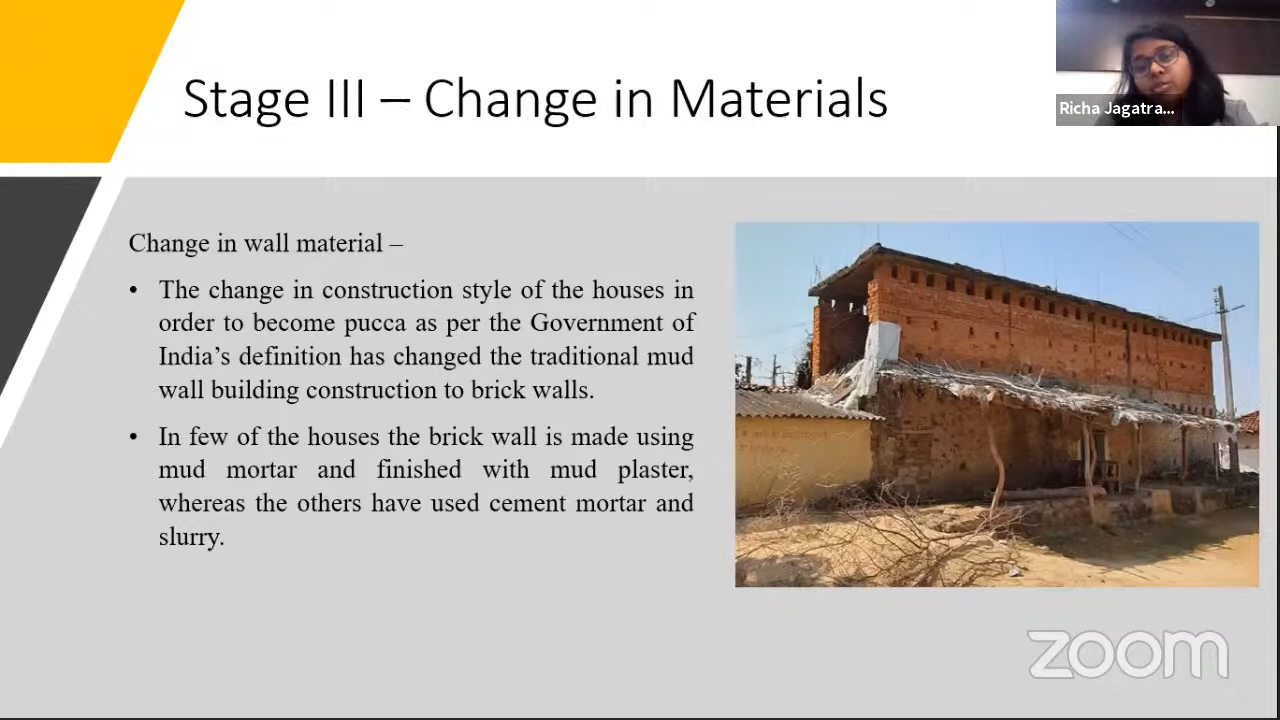 Stage III – Change in Materials
Richa Jagatra...
Change in wall material –
• The change in construction style of the houses in
order to become pucca as per the Government of
India’s definition has changed the traditional mud
wall building construction to brick walls.
• In few of the houses the brick wall is made using
mud mortar and finished with mud plaster,
whereas the others have used cement mortar and
slurry.
zoom